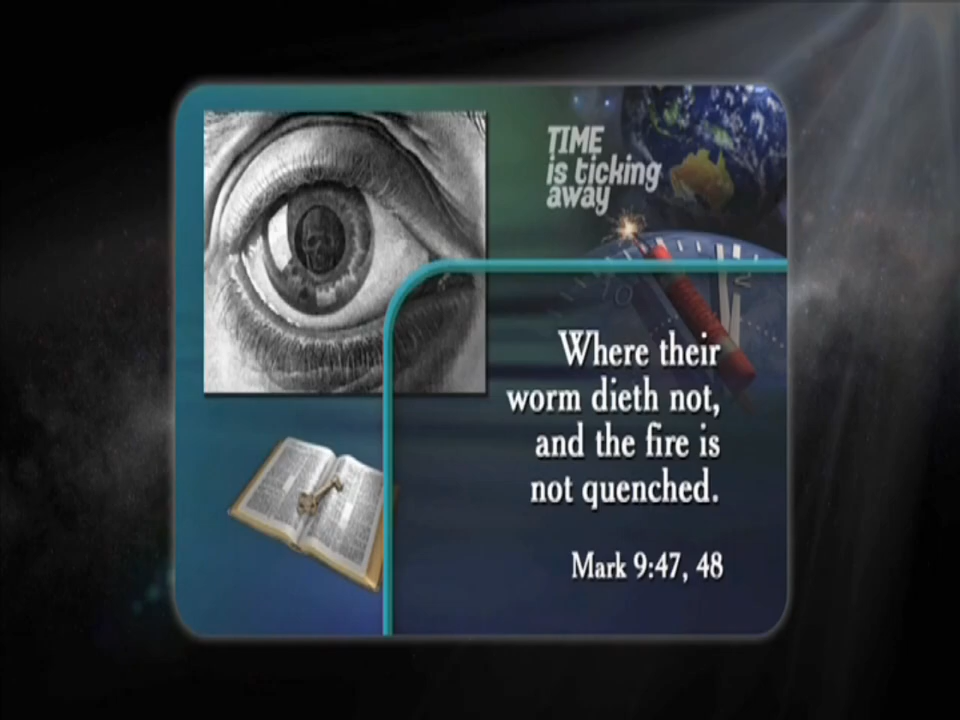 TIME
is ticking
away
Where their
worm dieth not,
and the fire is
not quenched.
Mark 9:47, 48